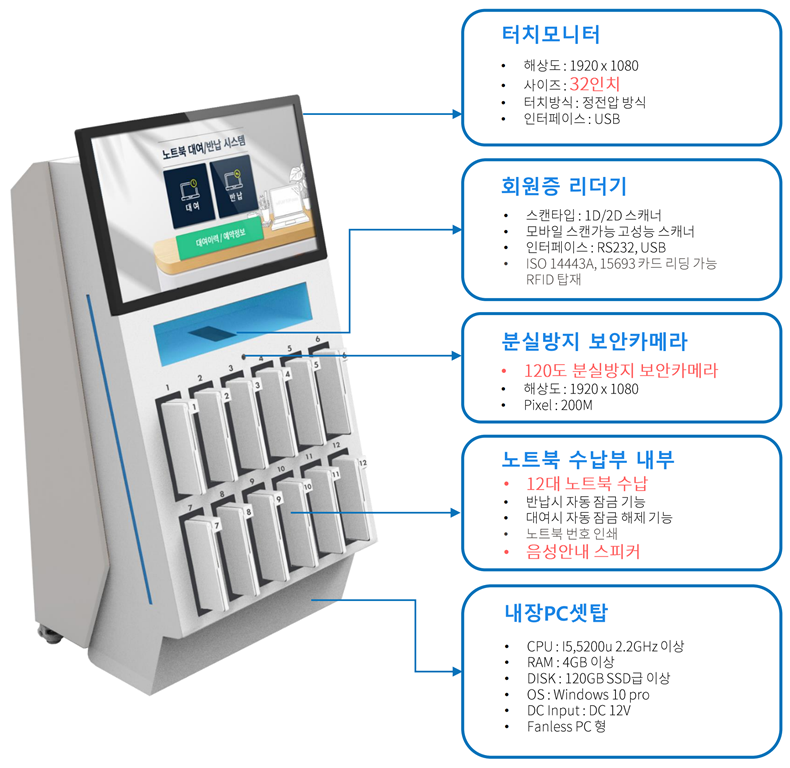 터치모니터
• 해상도 : 1920 x 1080
• 사이즈 : 32인치
• 터치방식 : 정전압 방식
• 인터페이스 : USB
노트북 대여/반납 시스템
대 여
반 납
대여이력 / 예약정보
회원증 리더기
• 스캔타입 : 1D/2D 스캐너
• 모바일 스캔가능 고성능 스캐너
• 인터페이스 : RS232, USB
• ISO 14443A, 15693 카드 리딩 가능
RFID 탑재
분실방지 보안카메라
• 120도 분실방지 보안카메라
• 해상도 : 1920 x 1080
• Pixel : 200M
1 2 3 4 5 6
1 2 3 4 5 6
노트북 수납부 내부
• 12대 노트북 수납
• 반납시 자동 잠금 기능
• 대여시 자동 잠금 해제 기능
• 노트북 번호 인쇄
• 음성안내 스피커
7 8 9 10 11 12
7 8 9 10 11 12
내장PC셋탑
• CPU : I5,5200u 2.2GHz 이상
• RAM : 4GB 이상
• DISK : 120GB SSD급 이상
• OS : Windows 10 pro
• DC Input : DC 12V
• Fanless PC 형